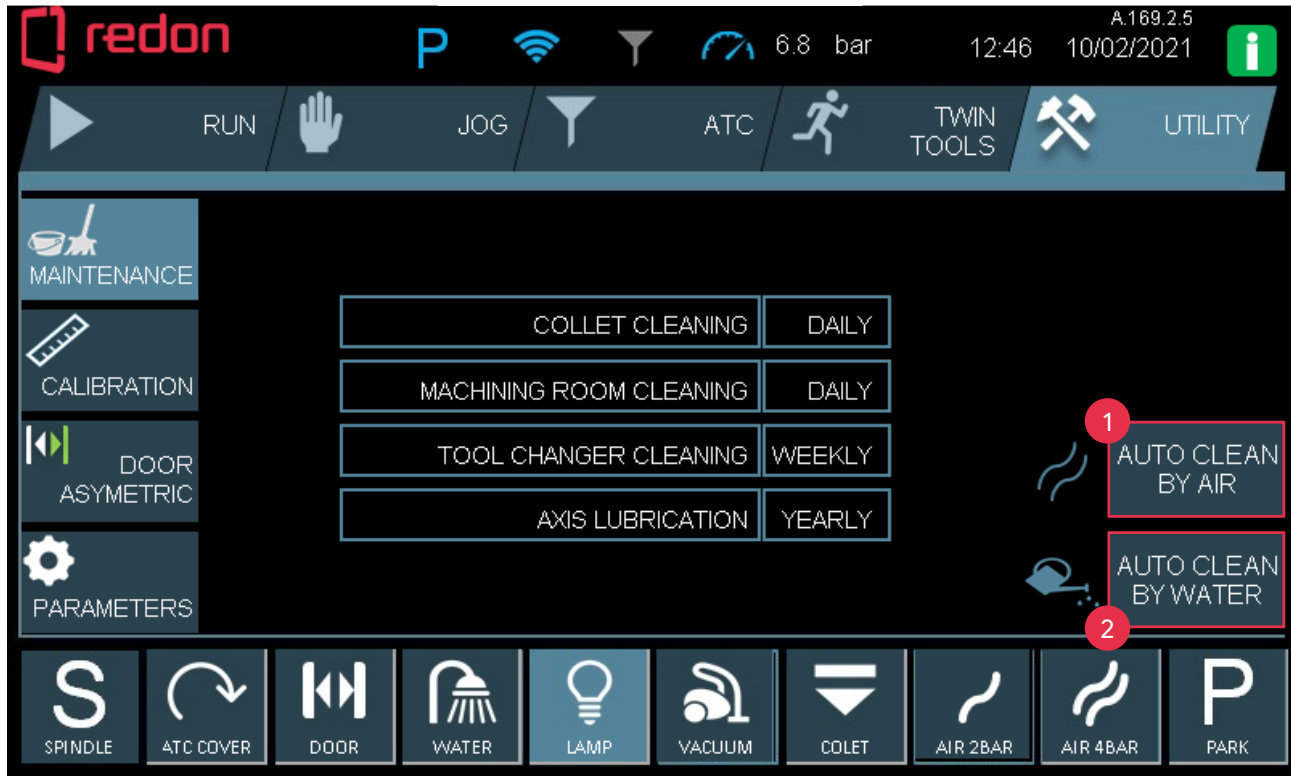 redon
P
6.8 bar
12:46
A.169.2.5
10/02/2021
i
RUN
JOG
ATC
TWIN
TOOLS
UTILITY
MAINTENANCE
CALIBRATION
DOOR
ASYMETRIC
PARAMETERS
COLLET CLEANING DAILY
MACHINING ROOM CLEANING DAILY
TOOL CHANGER CLEANING WEEKLY
AXIS LUBRICATION YEARLY
1
AUTO CLEAN
BY AIR
AUTO CLEAN
BY WATER
2
S
SPINDLE
ATC COVER
DOOR
WATER
LAMP
VACUUM
COLET
AIR 2BAR
AIR 4BAR
P
PARK